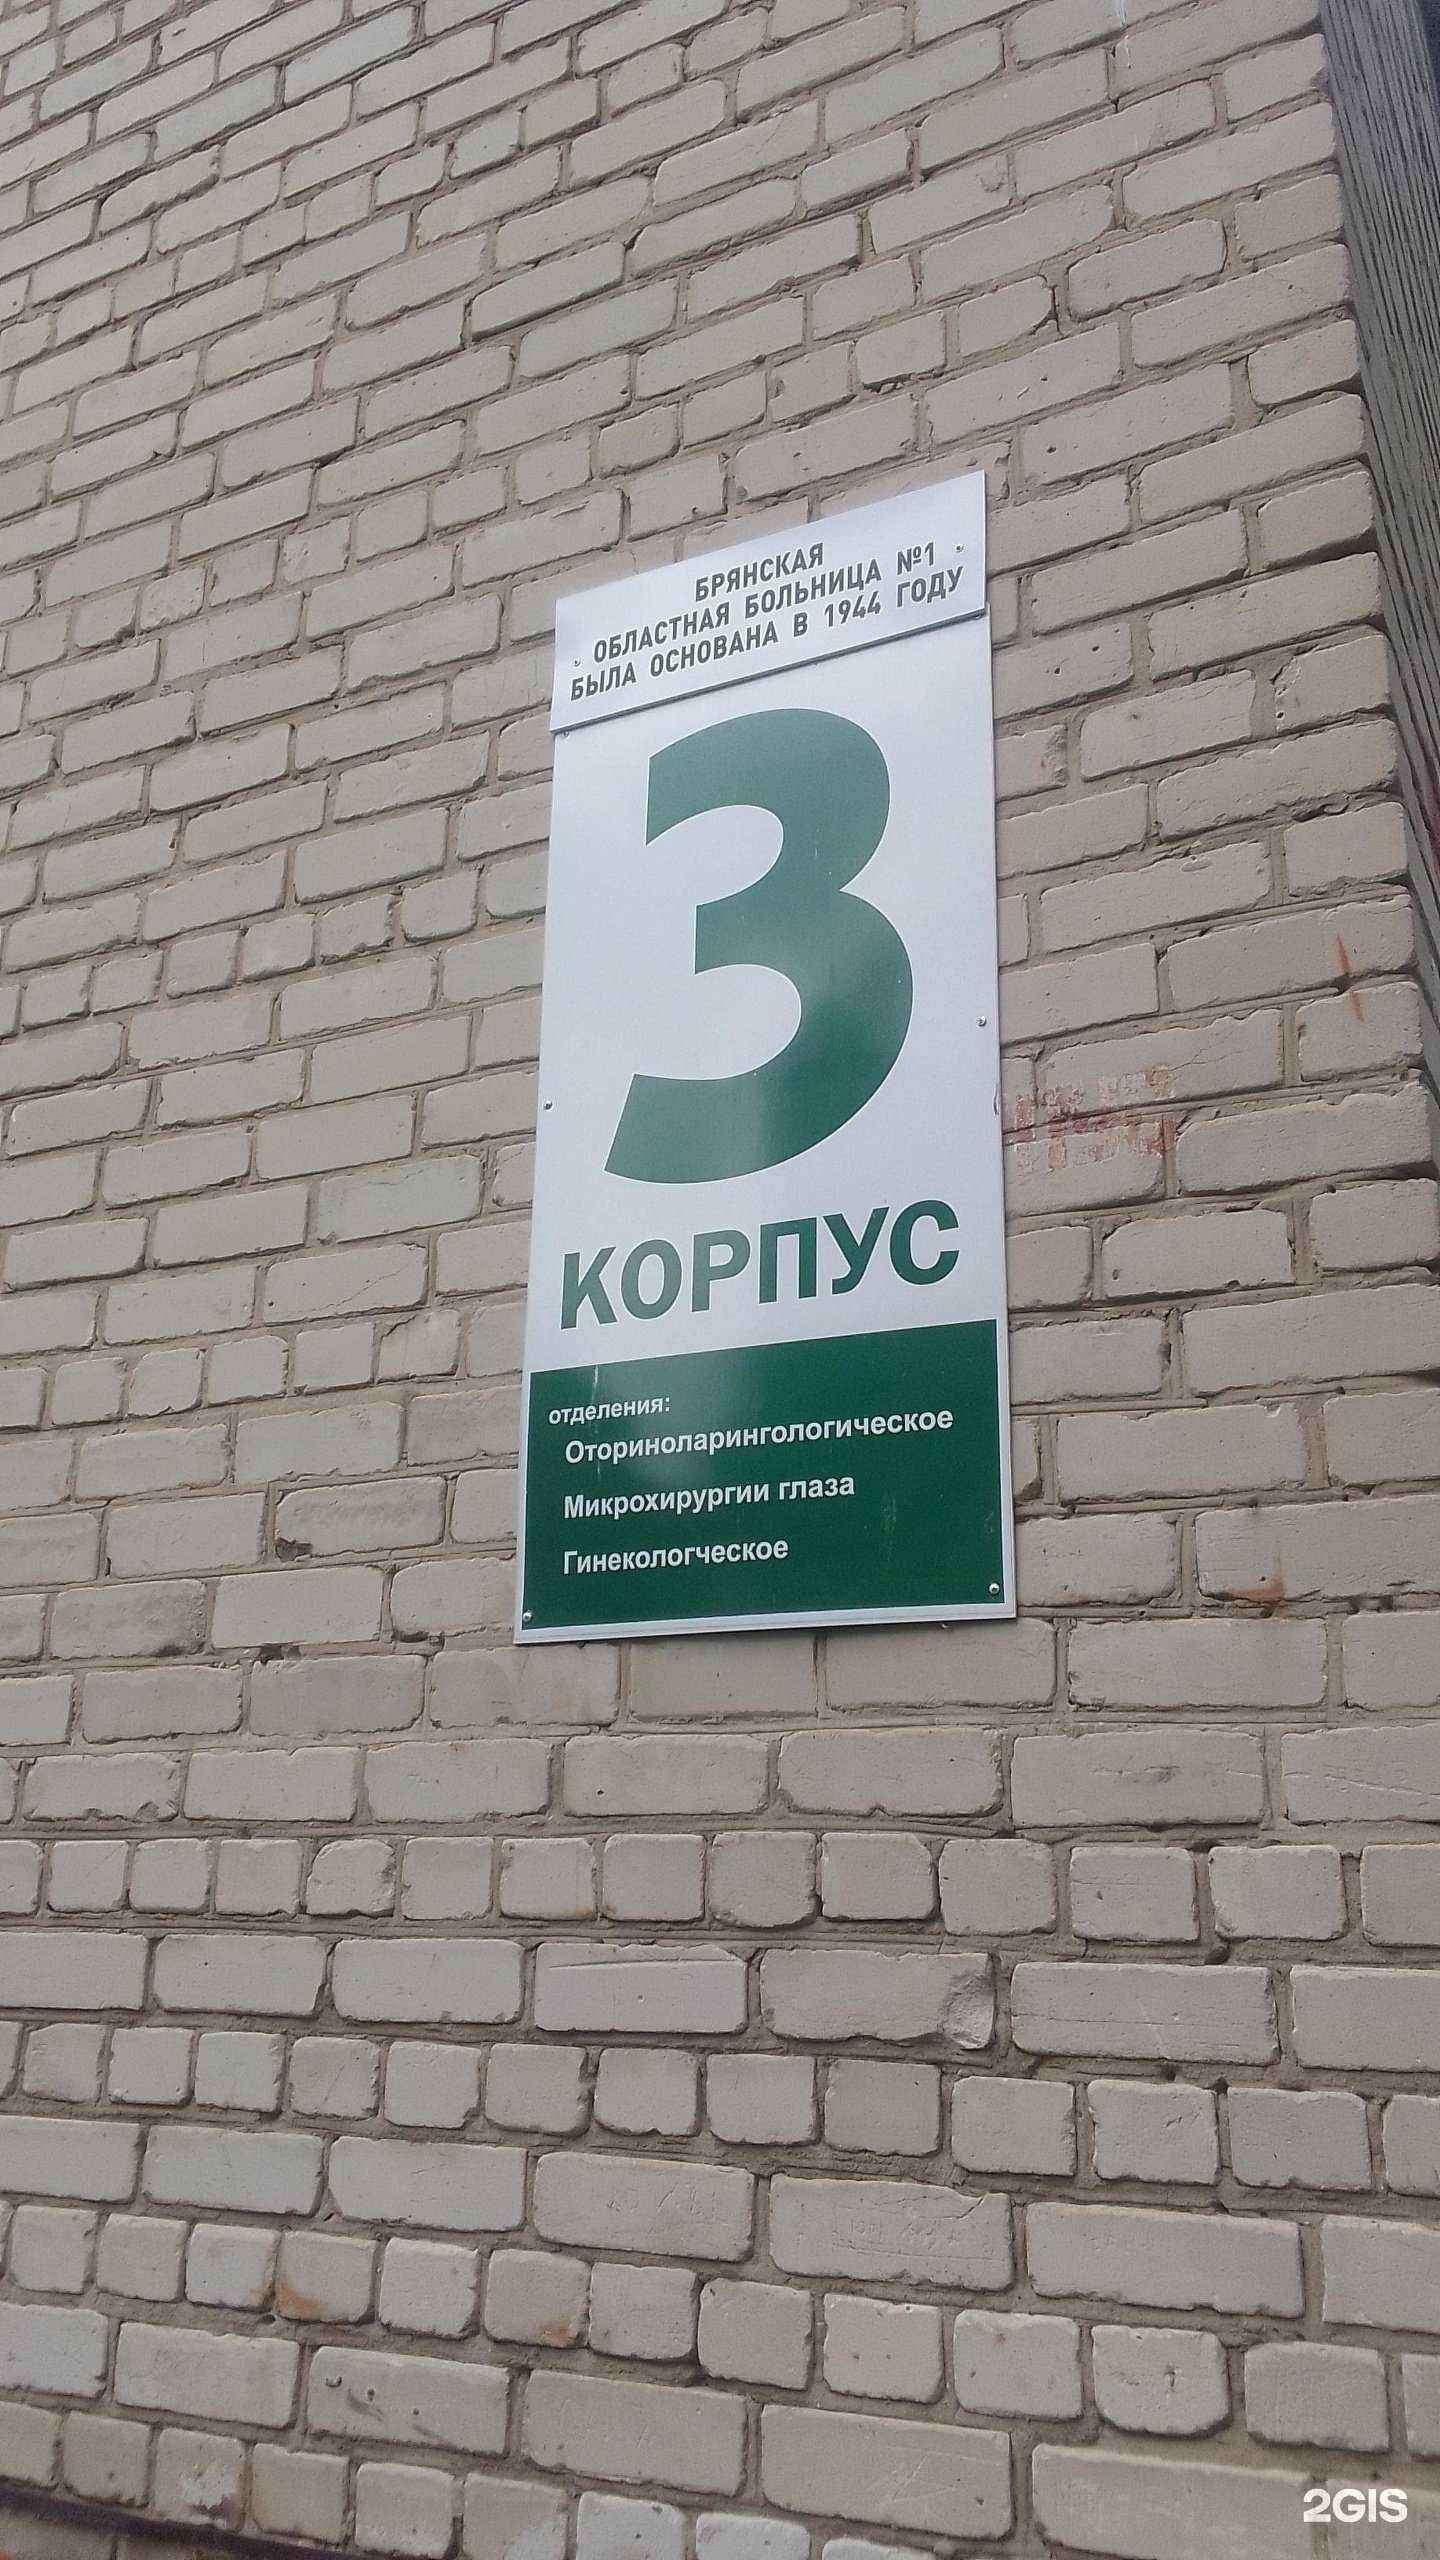 БРЯНСКАЯ
ОБЛАСТНАЯ БОЛЬНИЦА №1
БЫЛА ОСНОВАНА В 1944 ГОДУ
3
КОРПУС
отделения:
Оториноларингологическое
Микрохирургии глаза
Гинекологческое
2GIS